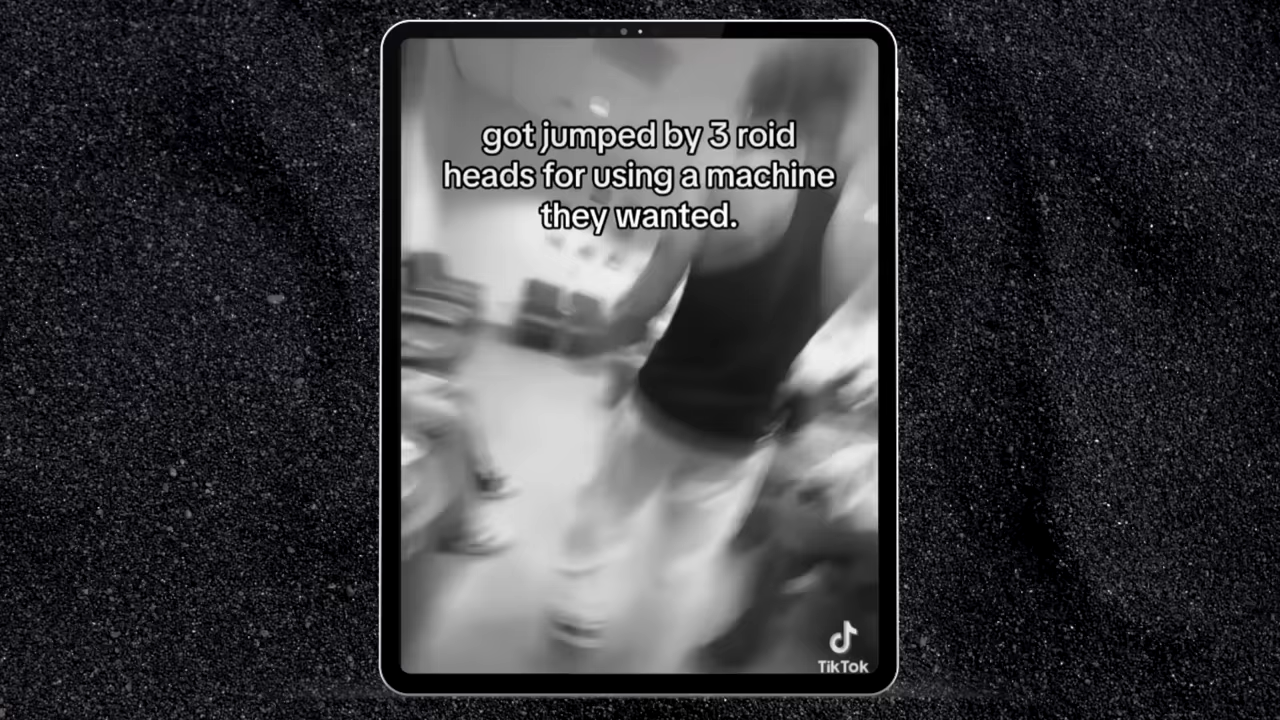 got jumped by 3 roid
heads for using a machine
they wanted.
TikTok